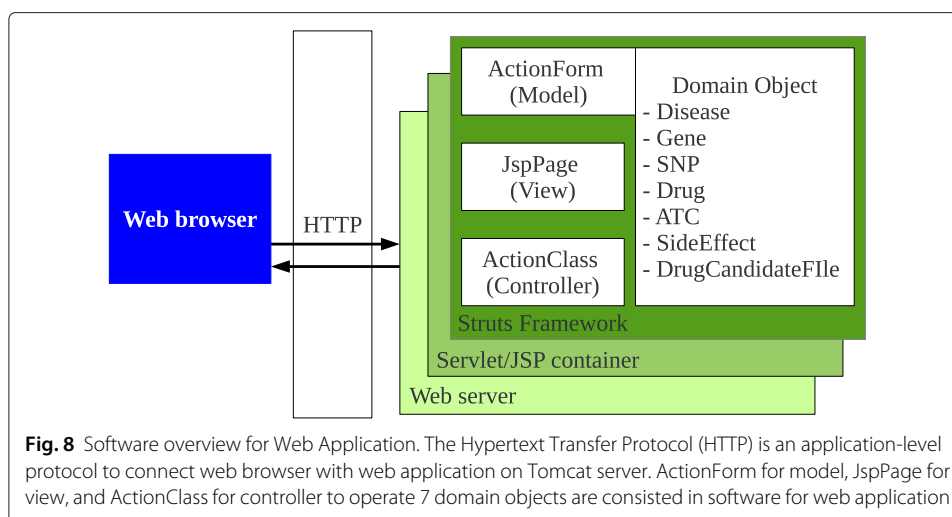 ActionForm
(Model)
Domain Object
- Disease
- Gene
- SNP
- Drug
- ATC
- SideEffect
- DrugCandidateFIle
JspPage
(View)
ActionClass
(Controller)
Struts Framework
Servlet/JSP container
Web server
Web browser
HTTP
Fig. 8 Software overview for Web Application. The Hypertext Transfer Protocol (HTTP) is an application-level
protocol to connect web browser with web application on Tomcat server. ActionForm for model, JspPage for
view, and ActionClass for controller to operate 7 domain objects are consisted in software for web application